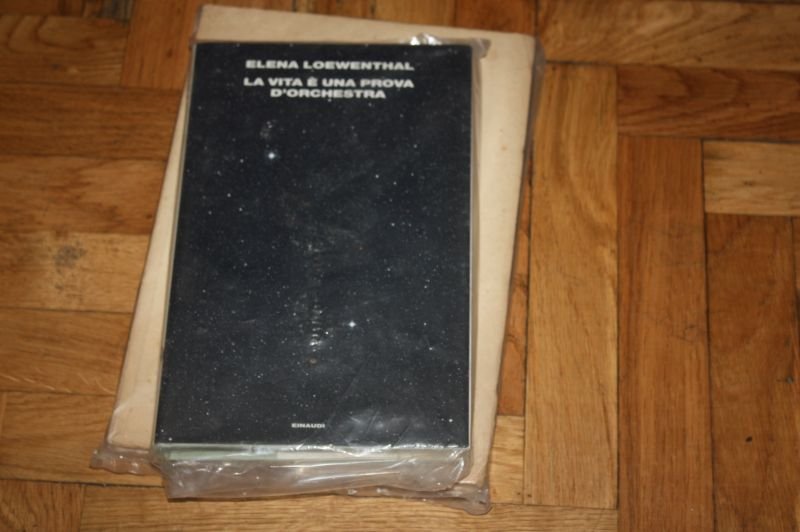 ELENA LOEWENTHAL
LA VITA È UNA PROVA
D'ORCHESTRA
EINAUDI